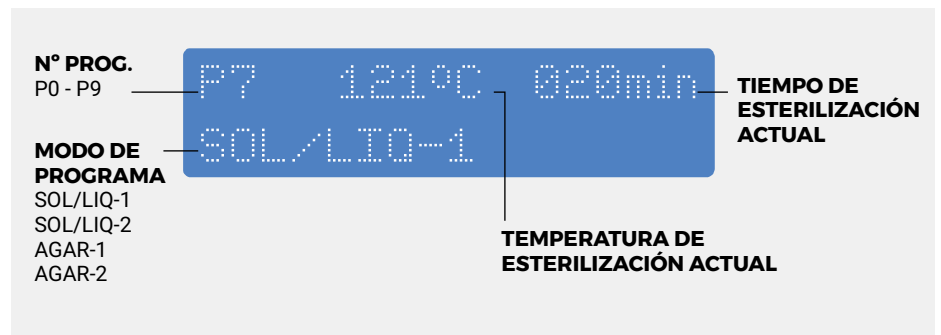 Nº PROG.
P0 - P9
P7 121ºC 020min
TIEMPO DE
ESTERILIZACIÓN
ACTUAL
MODO DE
PROGRAMA
SOL/LIQ-1
SOL/LIQ-1
SOL/LIQ-2
AGAR-1
AGAR-2
TEMPERATURA DE
ESTERILIZACIÓN ACTUAL